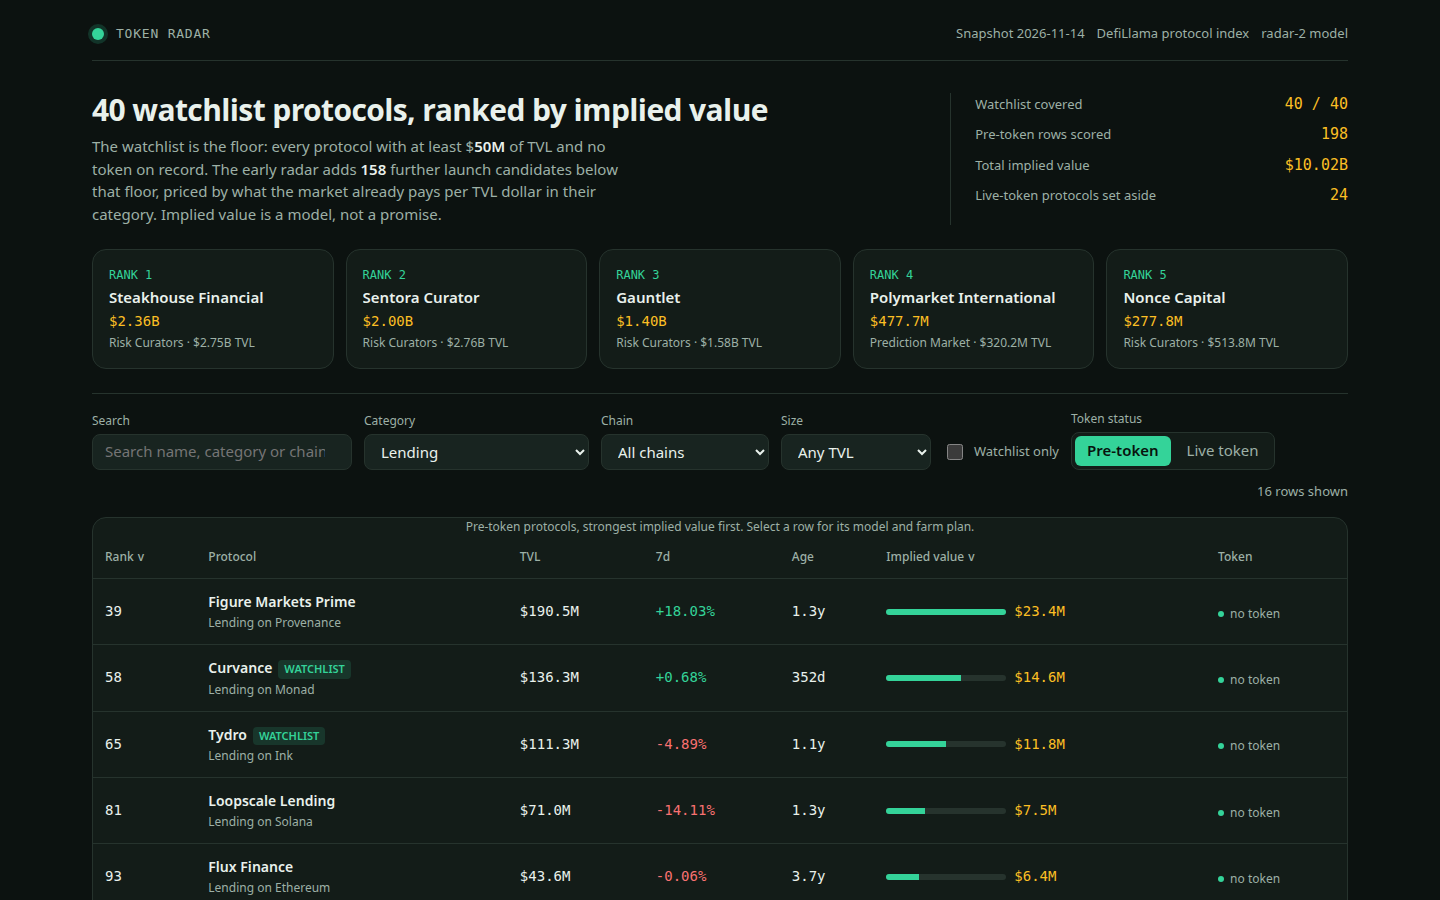 TOKEN RADAR
Snapshot 2026-11-14 DefiLlama protocol index radar-2 model
40 watchlist protocols, ranked by implied value
The watchlist is the floor: every protocol with at least $50M of TVL and no
token on record. The early radar adds 158 further launch candidates below
that floor, priced by what the market already pays per TVL dollar in their
category. Implied value is a model, not a promise.
Watchlist covered 40 / 40
Pre-token rows scored 198
Total implied value $10.02B
Live-token protocols set aside 24
RANK 1
Steakhouse Financial
$2.36B
Risk Curators · $2.75B TVL
RANK 2
Sentora Curator
$2.00B
Risk Curators · $2.76B TVL
RANK 3
Gauntlet
$1.40B
Risk Curators · $1.58B TVL
RANK 4
Polymarket International
$477.7M
Prediction Market · $320.2M TVL
RANK 5
Nonce Capital
$277.8M
Risk Curators · $513.8M TVL
Search
Search name, category or chain
Category
Lending
Chain
All chains
Size
Any TVL
Watchlist only
Token status
Pre-token Live token
16 rows shown
Pre-token protocols, strongest implied value first. Select a row for its model and farm plan.
Rank v Protocol TVL 7d Age Implied value v Token
39 Figure Markets Prime $190.5M +18.03% 1.3y $23.4M no token
Lending on Provenance
58 Curvance WATCHLIST $136.3M +0.68% 352d $14.6M no token
Lending on Monad
65 Tydro WATCHLIST $111.3M -4.89% 1.1y $11.8M no token
Lending on Ink
81 Loopscale Lending $71.0M -14.11% 1.3y $7.5M no token
Lending on Solana
93 Flux Finance $43.6M -0.06% 3.7y $6.4M no token
Lending on Ethereum